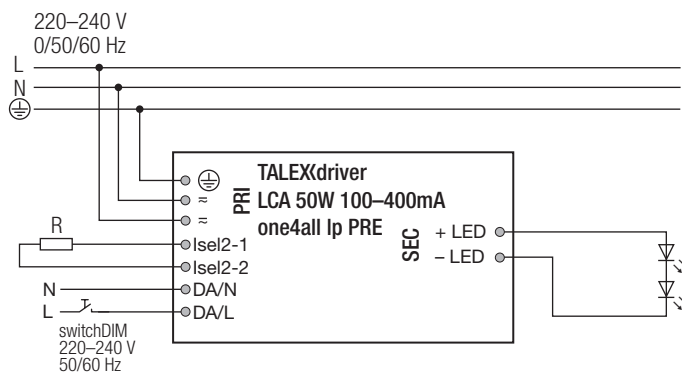 220–240 V
0/50/60 Hz
L
N
TALEXXdriver
LCA 50W 100–400mA
one4all lp PRE
PRI
≂
≂
SEC
+ LED
– LED
R
Isel2-1
Isel2-2
N
DA/N
L
DA/L
switchDIM
220–240 V
50/60 Hz